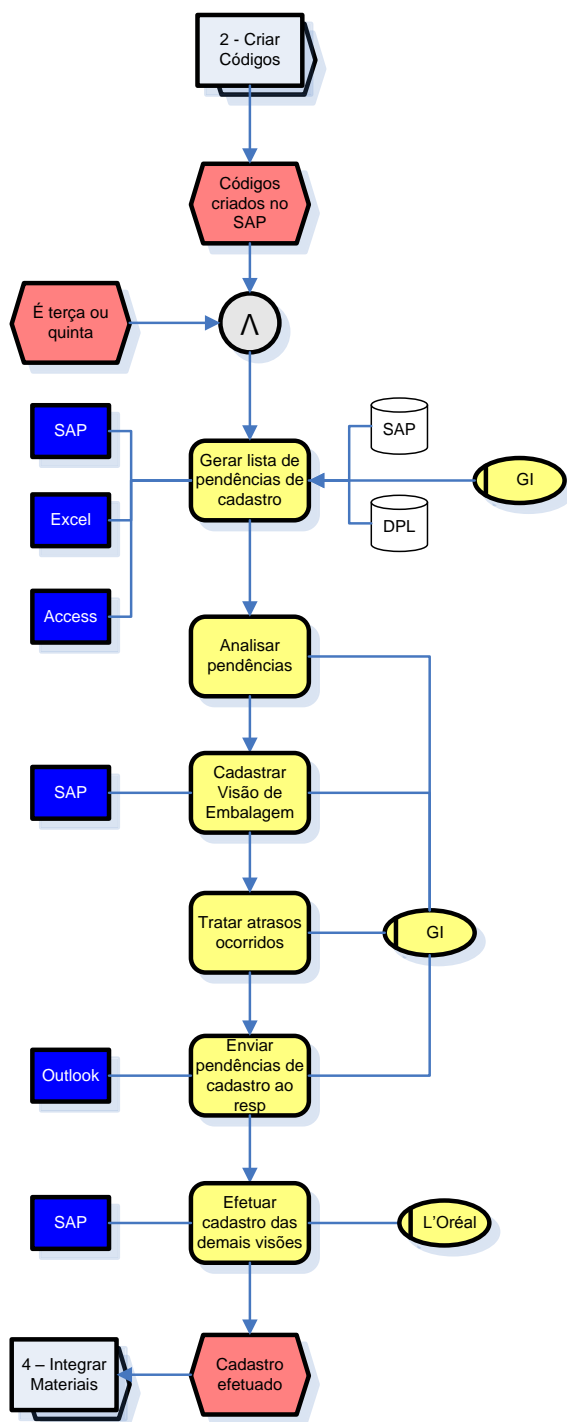 2 - Criar
Códigos
Códigos
criados no
SAP
É terça ou
quinta
Λ
SAP
Excel
Access
Gerar lista de
pendências de
cadastro
SAP
DPL
GI
Analisar
pendências
SAP
Cadastrar
Visão de
Embalagem
Tratar atrasos
ocorridos
GI
Outlook
Enviar
pendências de
cadastro ao
resp
SAP
Efetuar
cadastro das
demais visões
L'Oréal
4 – Integrar
Materiais
Cadastro
efetuado